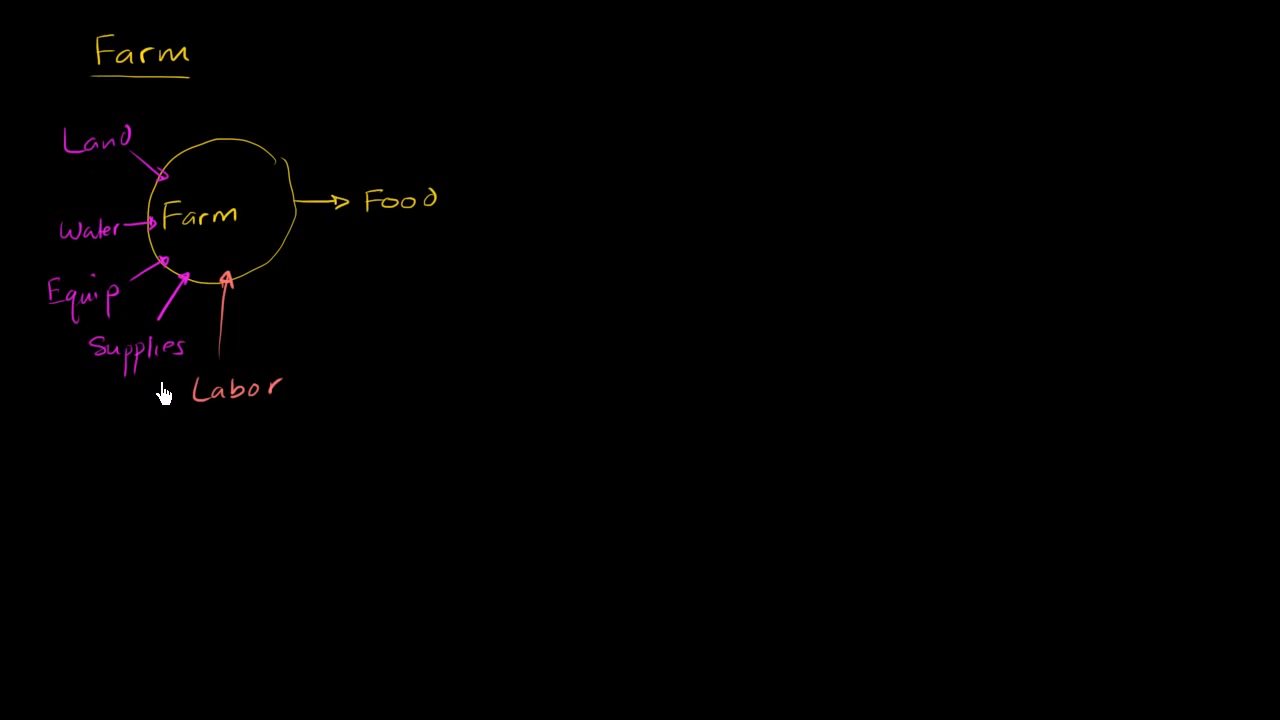 Farm
Land
Farm
Food
Water
Equip
Supplies
Labor